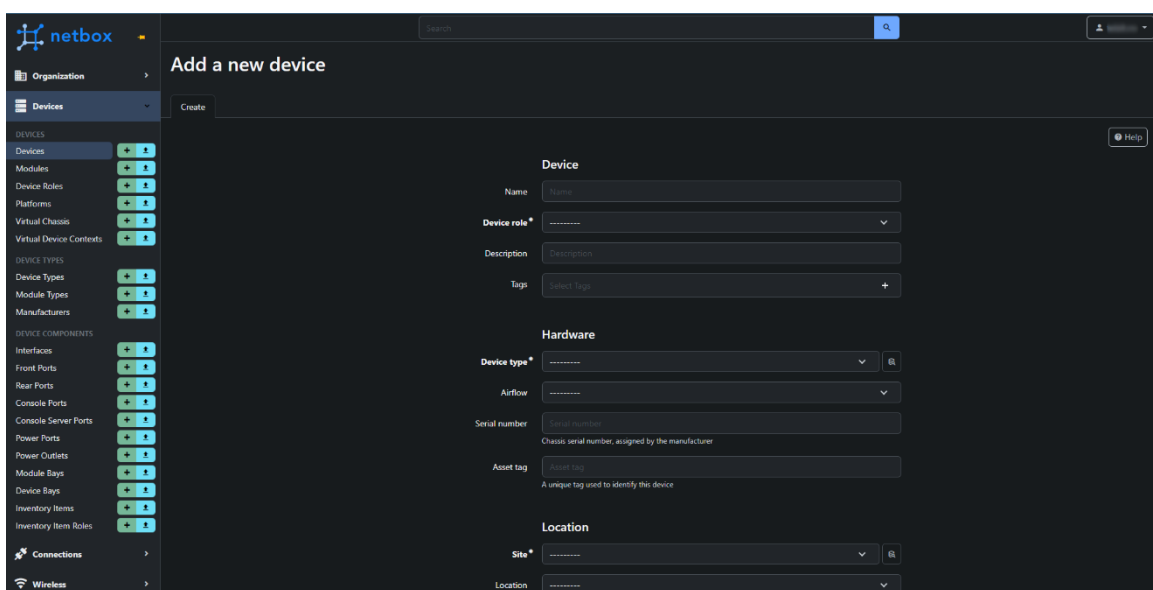 netbox
Search
Organization
Devices
DEVICES
Devices
Modules
Device Roles
Platforms
Virtual Chassis
Virtual Device Contexts
DEVICE TYPES
Device Types
Module Types
Manufacturers
DEVICE COMPONENTS
Interfaces
Front Ports
Rear Ports
Console Ports
Console Server Ports
Power Ports
Power Outlets
Module Bays
Device Bays
Inventory Items
Inventory Item Roles
Connections
Wireless
Add a new device
Create
Help
Device
Name Name
Device role* ---------
Description Description
Tags Select Tags
Hardware
Device type* ---------
Airflow ---------
Serial number Serial number
Chassis serial number, assigned by the manufacturer
Asset tag Asset tag
A unique tag used to identify this device
Location
Site* ---------
Location ---------